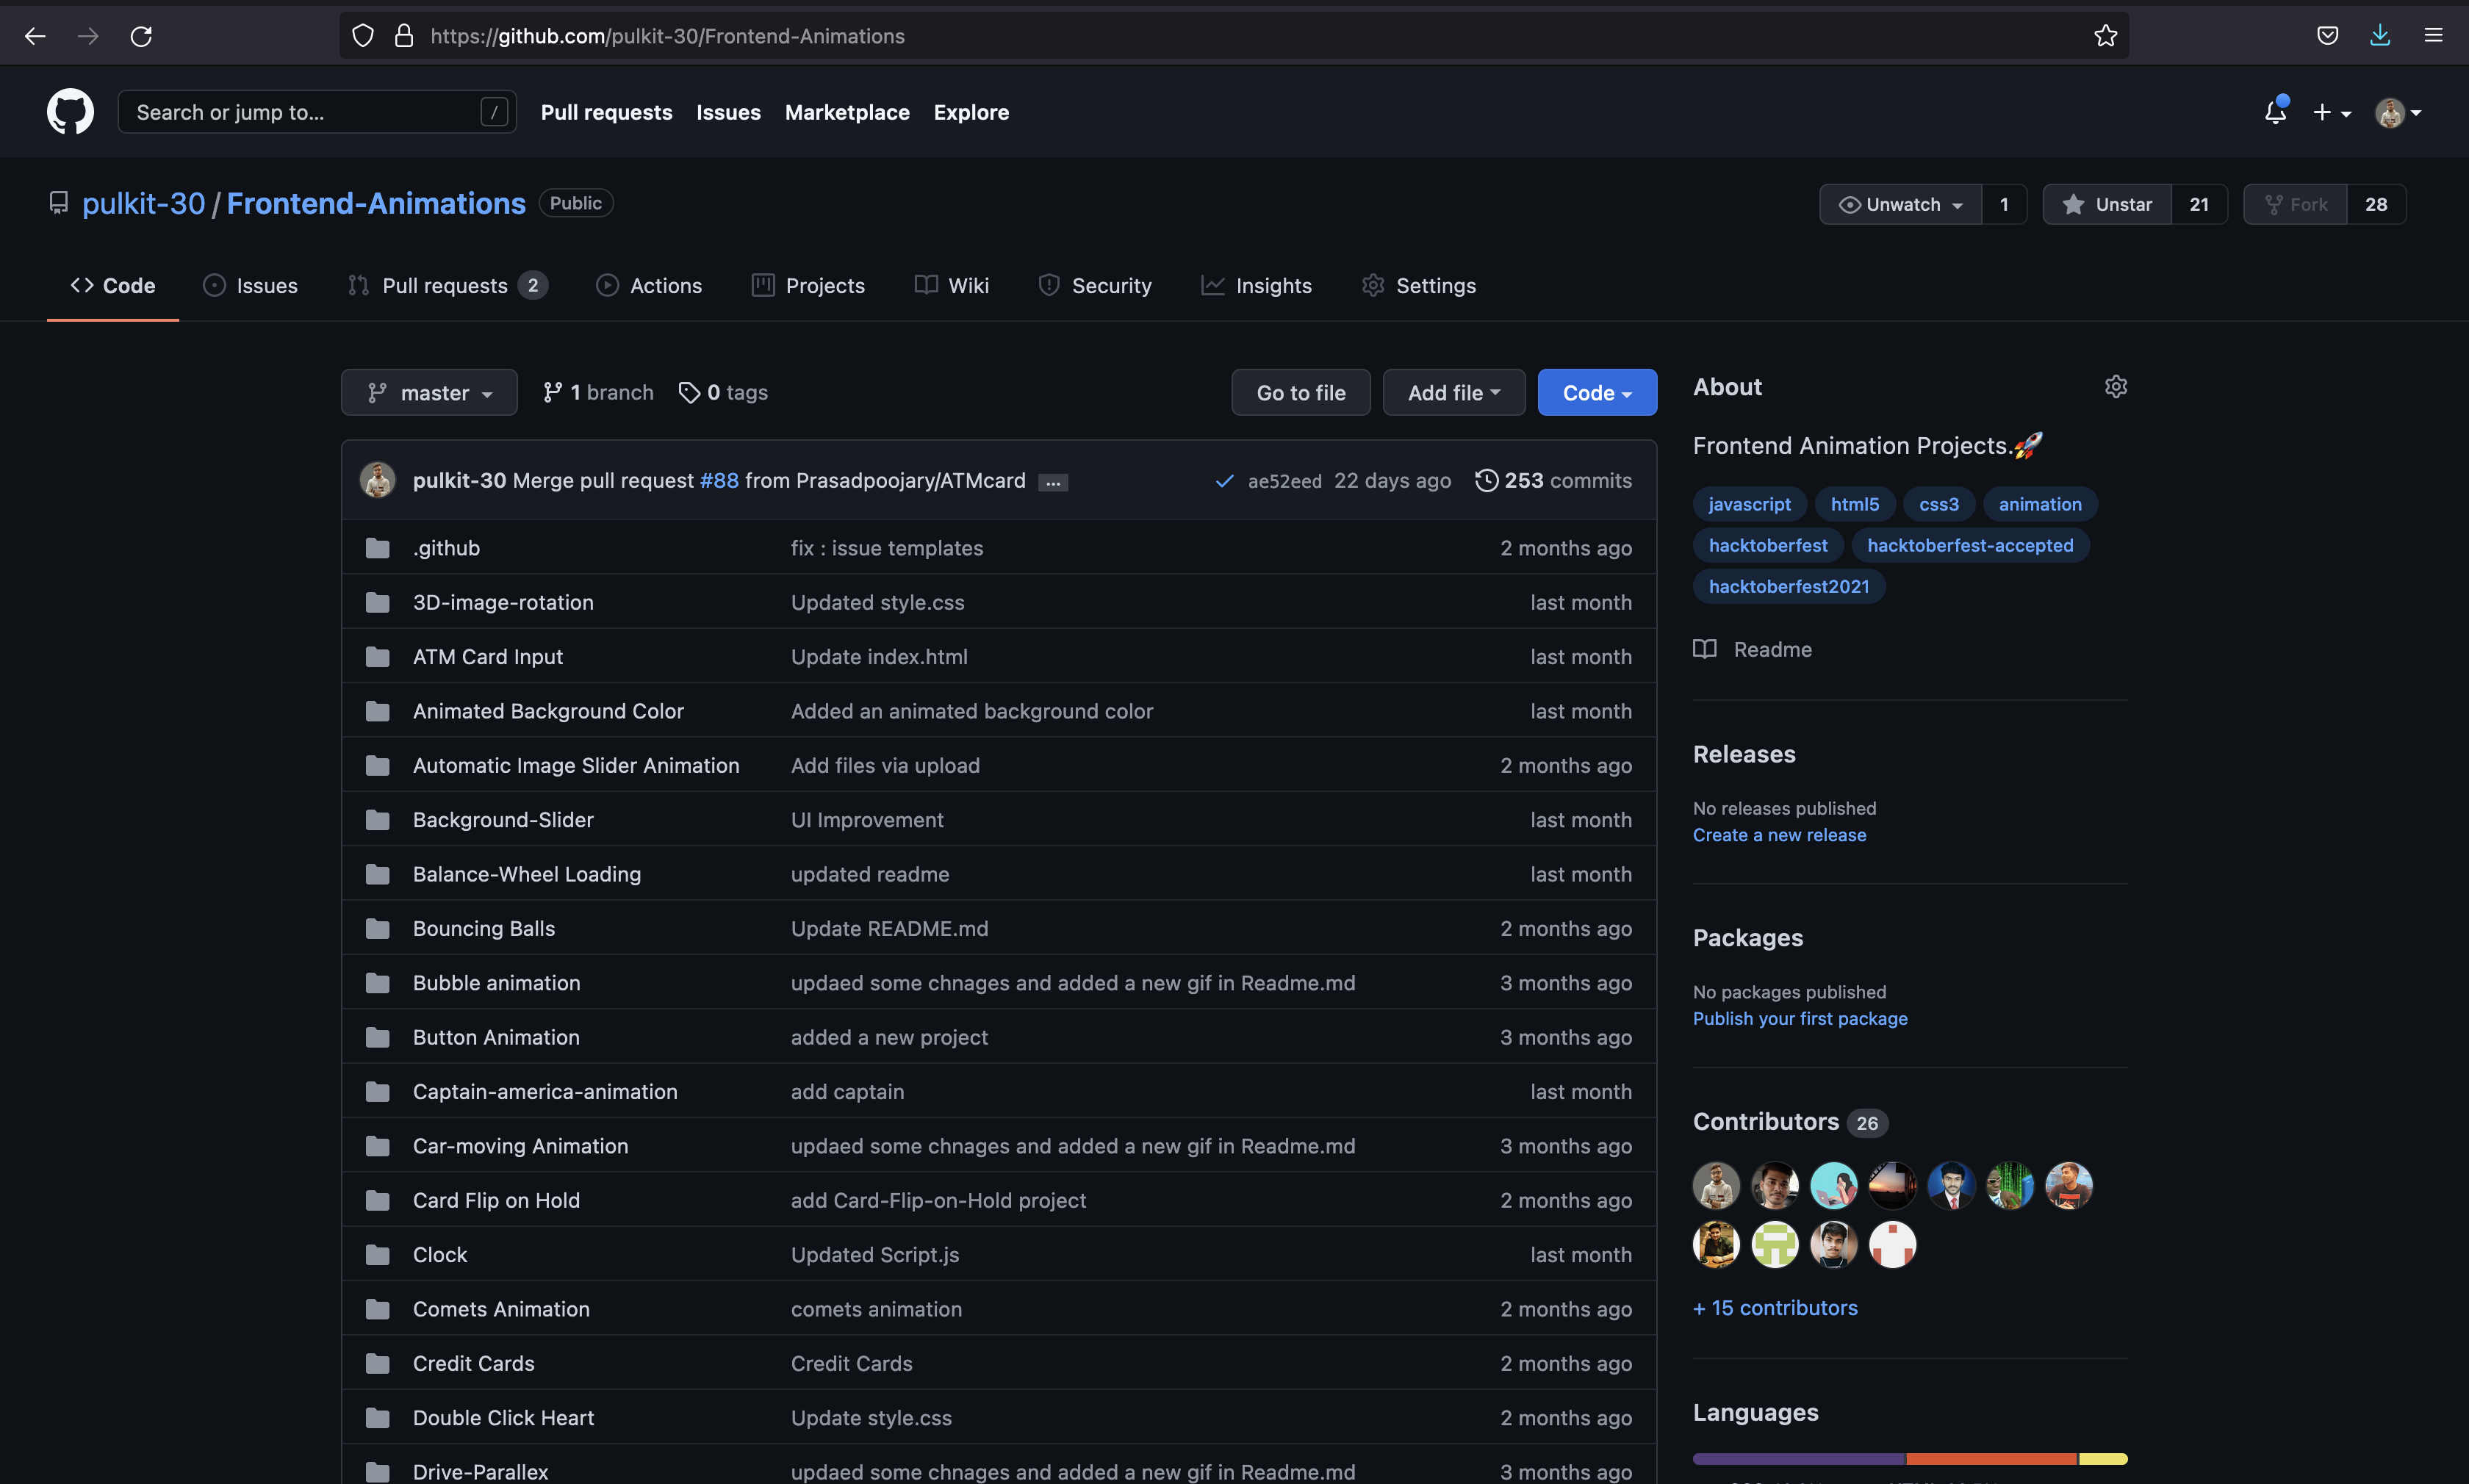 https://github.com/pulkit-30/Frontend-Animations
Search or jump to... / Pull requests Issues Marketplace Explore
pulkit-30 / Frontend-Animations Public
Unwatch 1 Unstar 21 Fork 28
Code Issues Pull requests 2 Actions Projects Wiki Security Insights Settings
master 1 branch 0 tags Go to file Add file Code
pulkit-30 Merge pull request #88 from Prasadpoojary/ATMcard ... ae52eed 22 days ago 253 commits
.github fix : issue templates 2 months ago
3D-image-rotation Updated style.css last month
ATM Card Input Update index.html last month
Animated Background Color Added an animated background color last month
Automatic Image Slider Animation Add files via upload 2 months ago
Background-Slider UI Improvement last month
Balance-Wheel Loading updated readme last month
Bouncing Balls Update README.md 2 months ago
Bubble animation updaed some chnages and added a new gif in Readme.md 3 months ago
Button Animation added a new project 3 months ago
Captain-america-animation add captain last month
Car-moving Animation updaed some chnages and added a new gif in Readme.md 3 months ago
Card Flip on Hold add Card-Flip-on-Hold project 2 months ago
Clock Updated Script.js last month
Comets Animation comets animation 2 months ago
Credit Cards Credit Cards 2 months ago
Double Click Heart Update style.css 2 months ago
Drive-Parallex updaed some chnages and added a new gif in Readme.md 3 months ago
About
Frontend Animation Projects.🚀
javascript html5 css3 animation
hacktoberfest hacktoberfest-accepted
hacktoberfest2021
Readme
Releases
No releases published
Create a new release
Packages
No packages published
Publish your first package
Contributors 26
+ 15 contributors
Languages